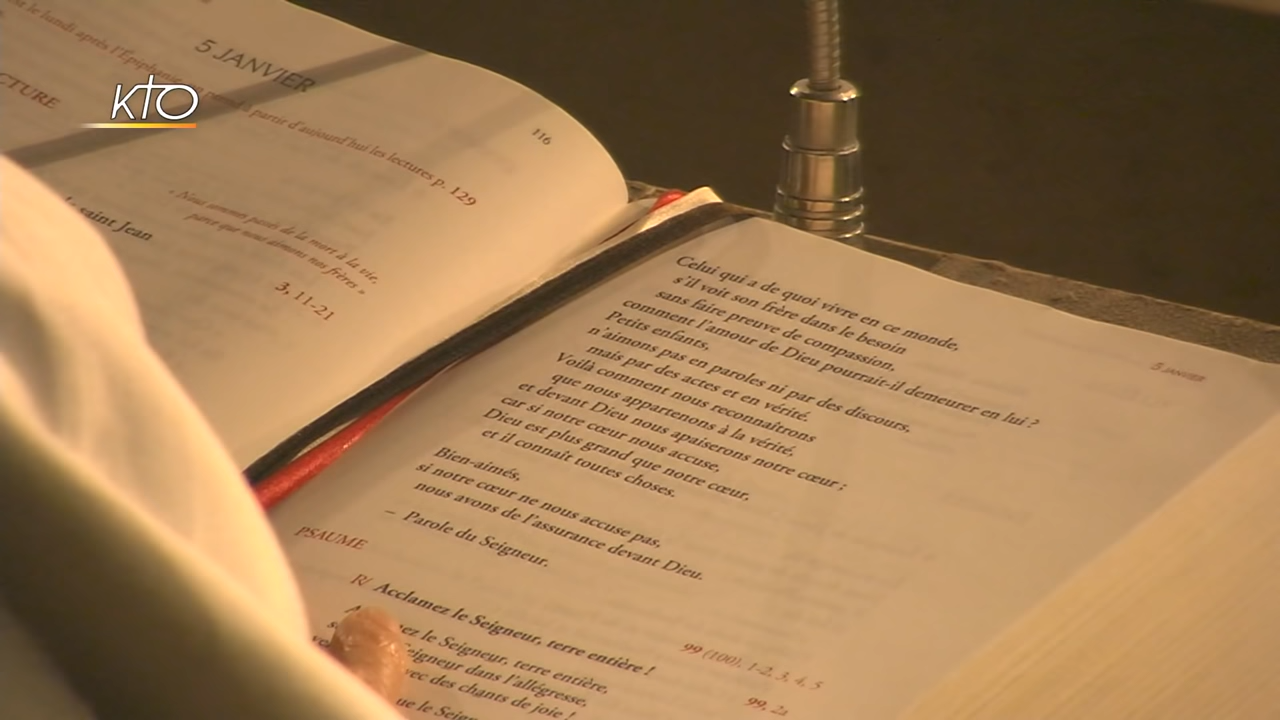 KTO
5 JANVIER
le lundi après l'Épiphanie, on prend à partir d'aujourd'hui les lectures p. 129
CTURE
116
« Nous sommes passés de la mort à la vie,
parce que nous aimons nos frères »
saint Jean
3, 11-21
5 JANVIER
Celui qui a de quoi vivre en ce monde,
s'il voit son frère dans le besoin
sans faire preuve de compassion,
comment l'amour de Dieu pourrait-il demeurer en lui ?
Petits enfants,
n'aimons pas en paroles ni par des discours,
mais par des actes et en vérité.
Voilà comment nous reconnaîtrons
que nous appartenons à la vérité,
et devant Dieu nous apaiserons notre cœur ;
car si notre cœur nous accuse,
Dieu est plus grand que notre cœur,
et il connaît toutes choses.
Bien-aimés,
si notre cœur ne nous accuse pas,
nous avons de l'assurance devant Dieu.
– Parole du Seigneur.
PSAUME
99 (100), 1-2, 3, 4, 5
R/ Acclamez le Seigneur, terre entière !
99, 2a
ez le Seigneur, terre entière,
Seigneur dans l'allégresse,
vec des chants de joie !
ue le Seign